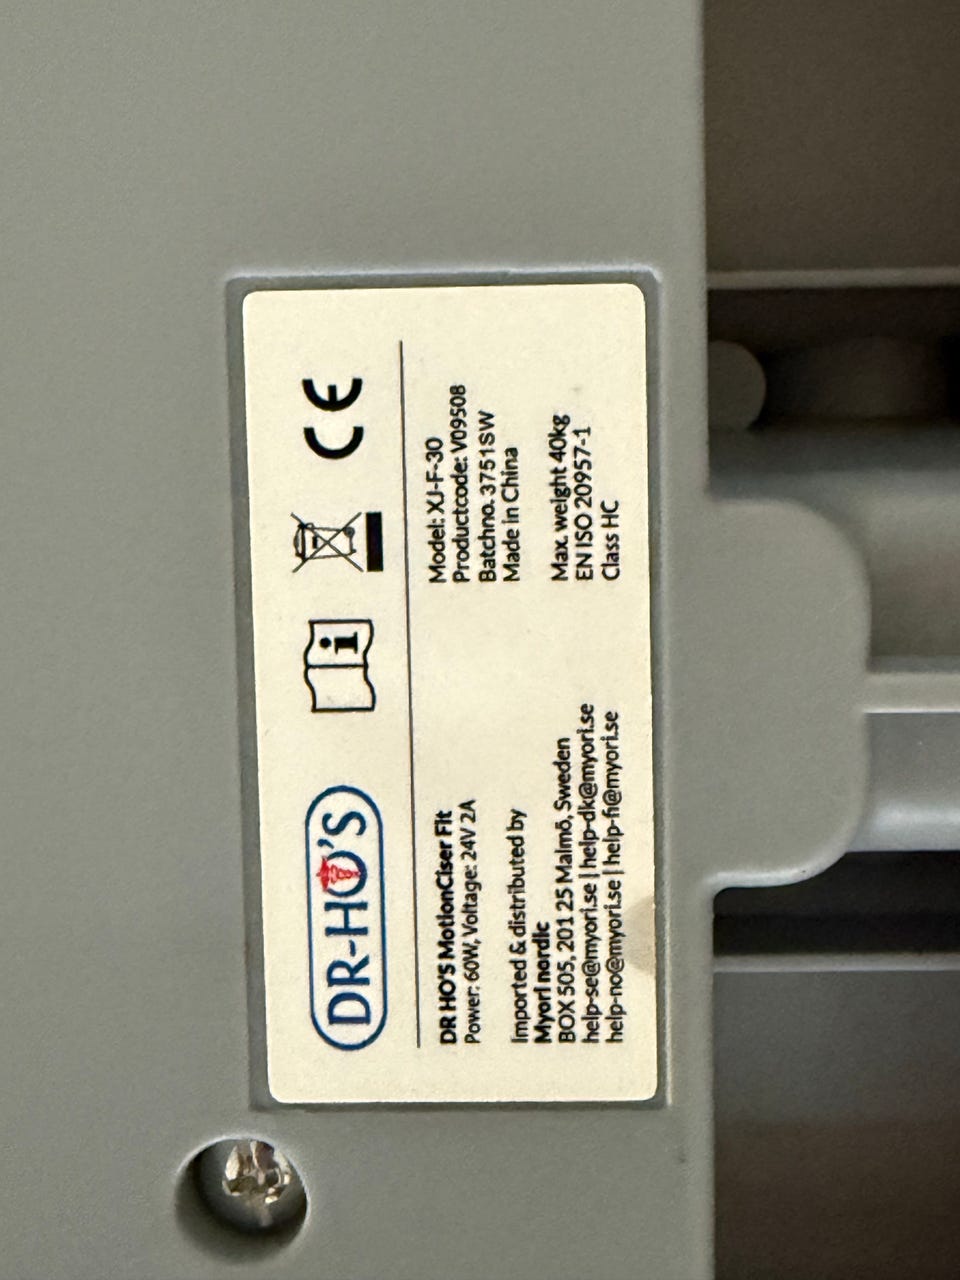 DR-HO'S
i
CE
DR HO'S MotionCiser Fit
Power: 60W, Voltage: 24V 2A
Imported & distributed by
Myori nordic
BOX 505, 201 25 Malmö, Sweden
help-se@myori.se | help-dk@myori.se
help-no@myori.se | help-fi@myori.se
Model: XJ-F-30
Productcode: V09508
Batchno. 3751SW
Made in China
Max. weight 40kg
EN ISO 20957-1
Class HC